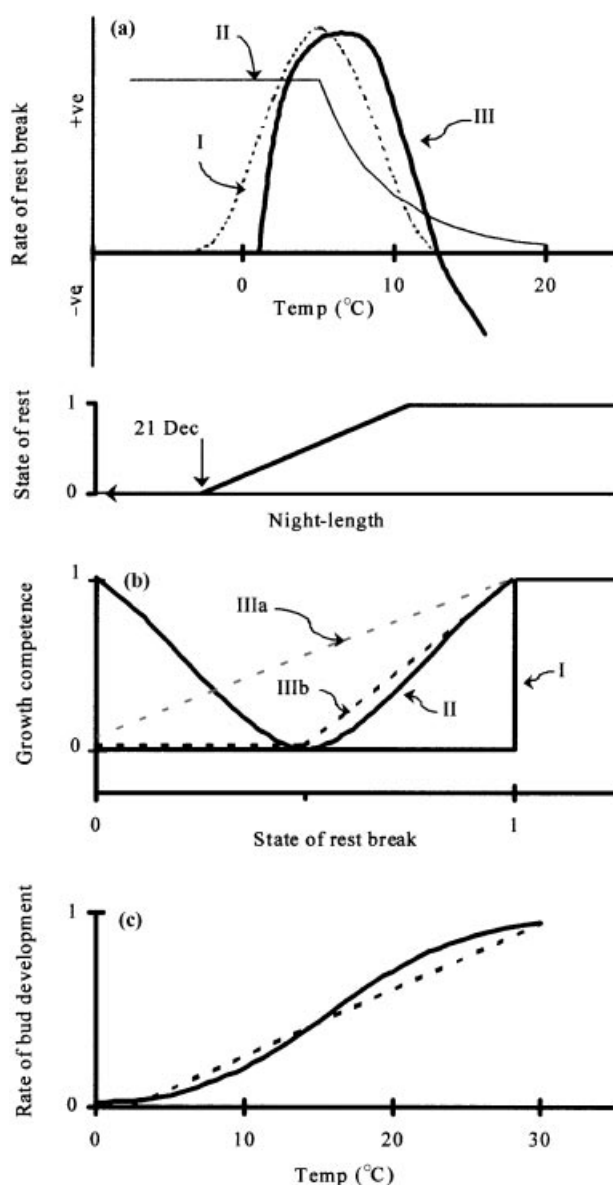 (a)
II
+ve
I
III
Rate of rest break
-ve
0
10
20
Temp (°C)
1
21 Dec
State of rest
0
Night-length
1
(b)
IIIa
IIIb
I
II
Growth competence
0
0
1
State of rest break
1
(c)
Rate of bud development
0
0
10
20
30
Temp (°C)